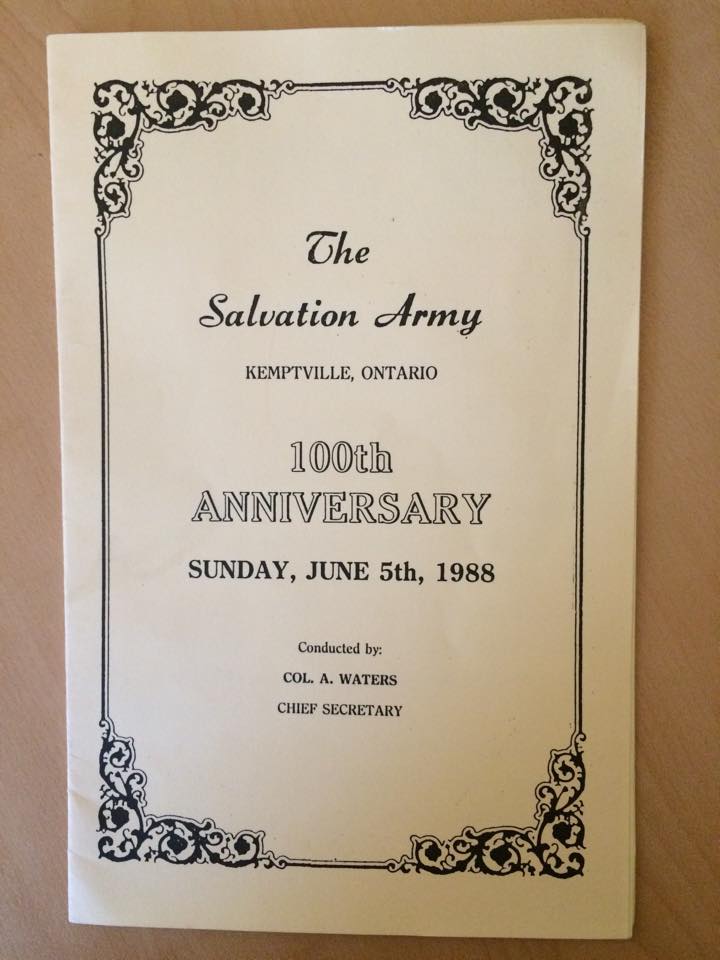 The
Salvation Army
KEMPTVILLE, ONTARIO
100th
ANNIVERSARY
SUNDAY, JUNE 5th, 1988
Conducted by:
COL. A. WATERS
CHIEF SECRETARY